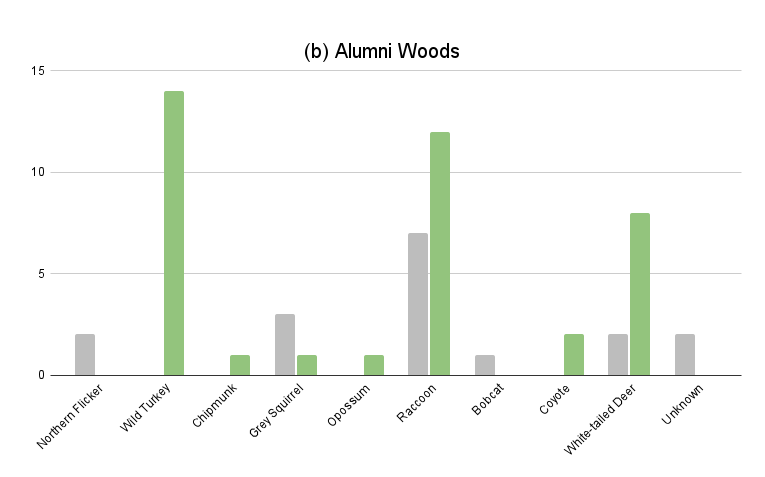 (b) Alumni Woods
15
10
5
0
Northern Flicker
Wild Turkey
Chipmunk
Grey Squirrel
Opossum
Raccoon
Bobcat
Coyote
White-tailed Deer
Unknown